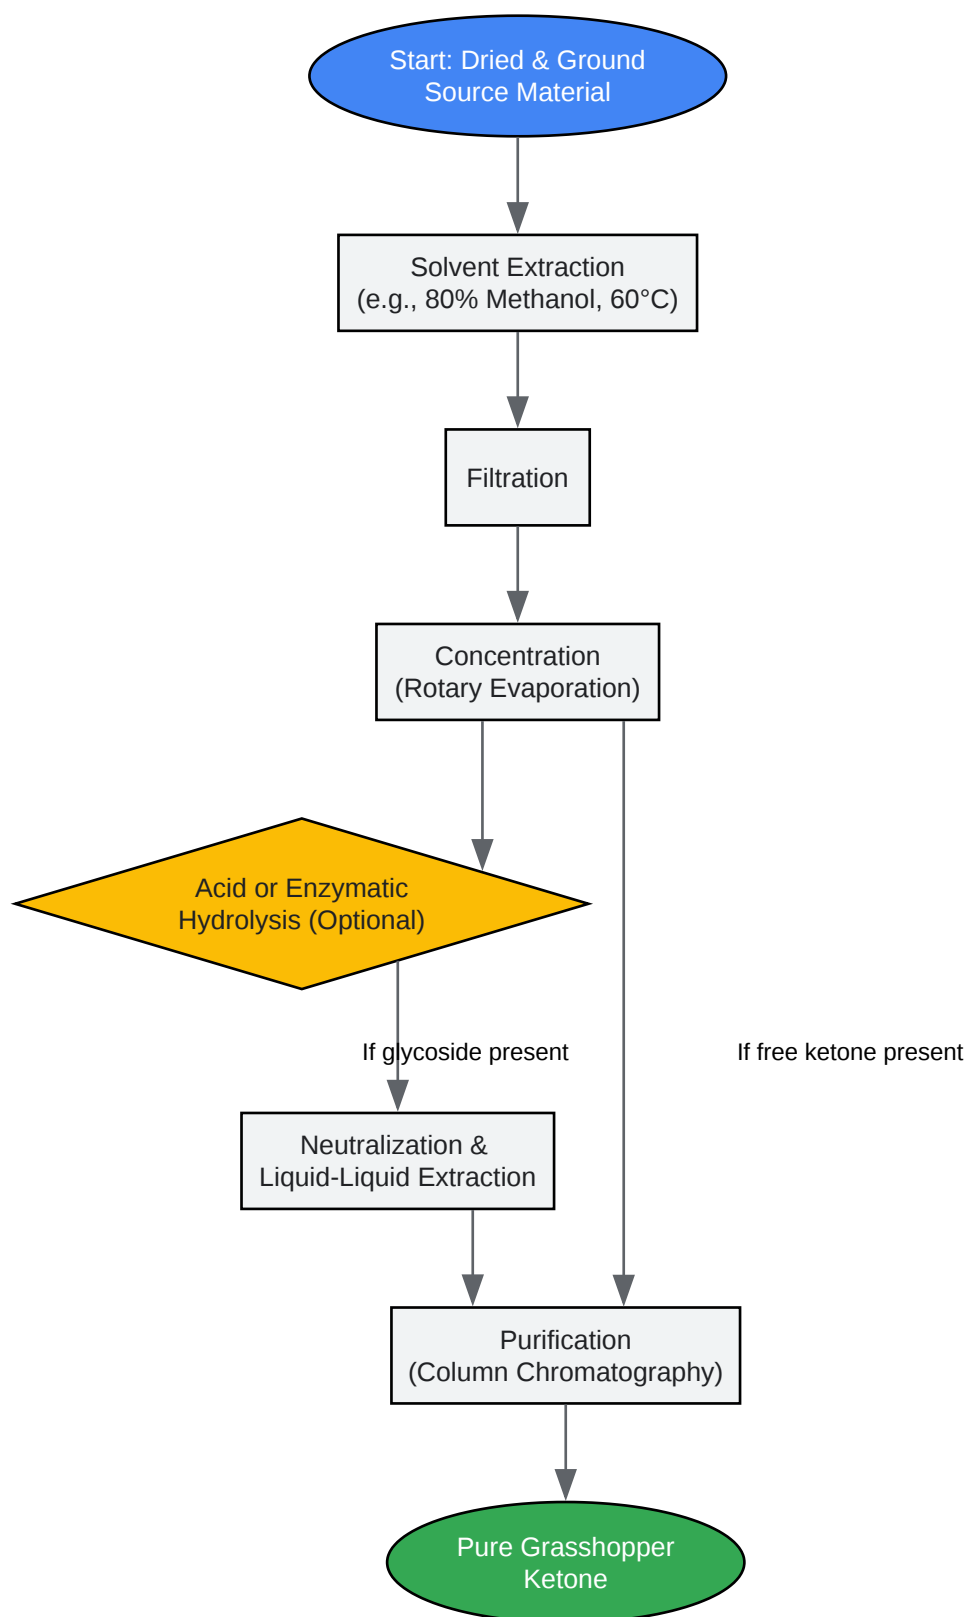 Start: Dried & Ground
Source Material
Solvent Extraction
(e.g., 80% Methanol, 60°C)
Filtration
Concentration
(Rotary Evaporation)
Acid or Enzymatic
Hydrolysis (Optional)
If glycoside present
If free ketone present
Neutralization &
Liquid-Liquid Extraction
Purification
(Column Chromatography)
Pure Grasshopper
Ketone